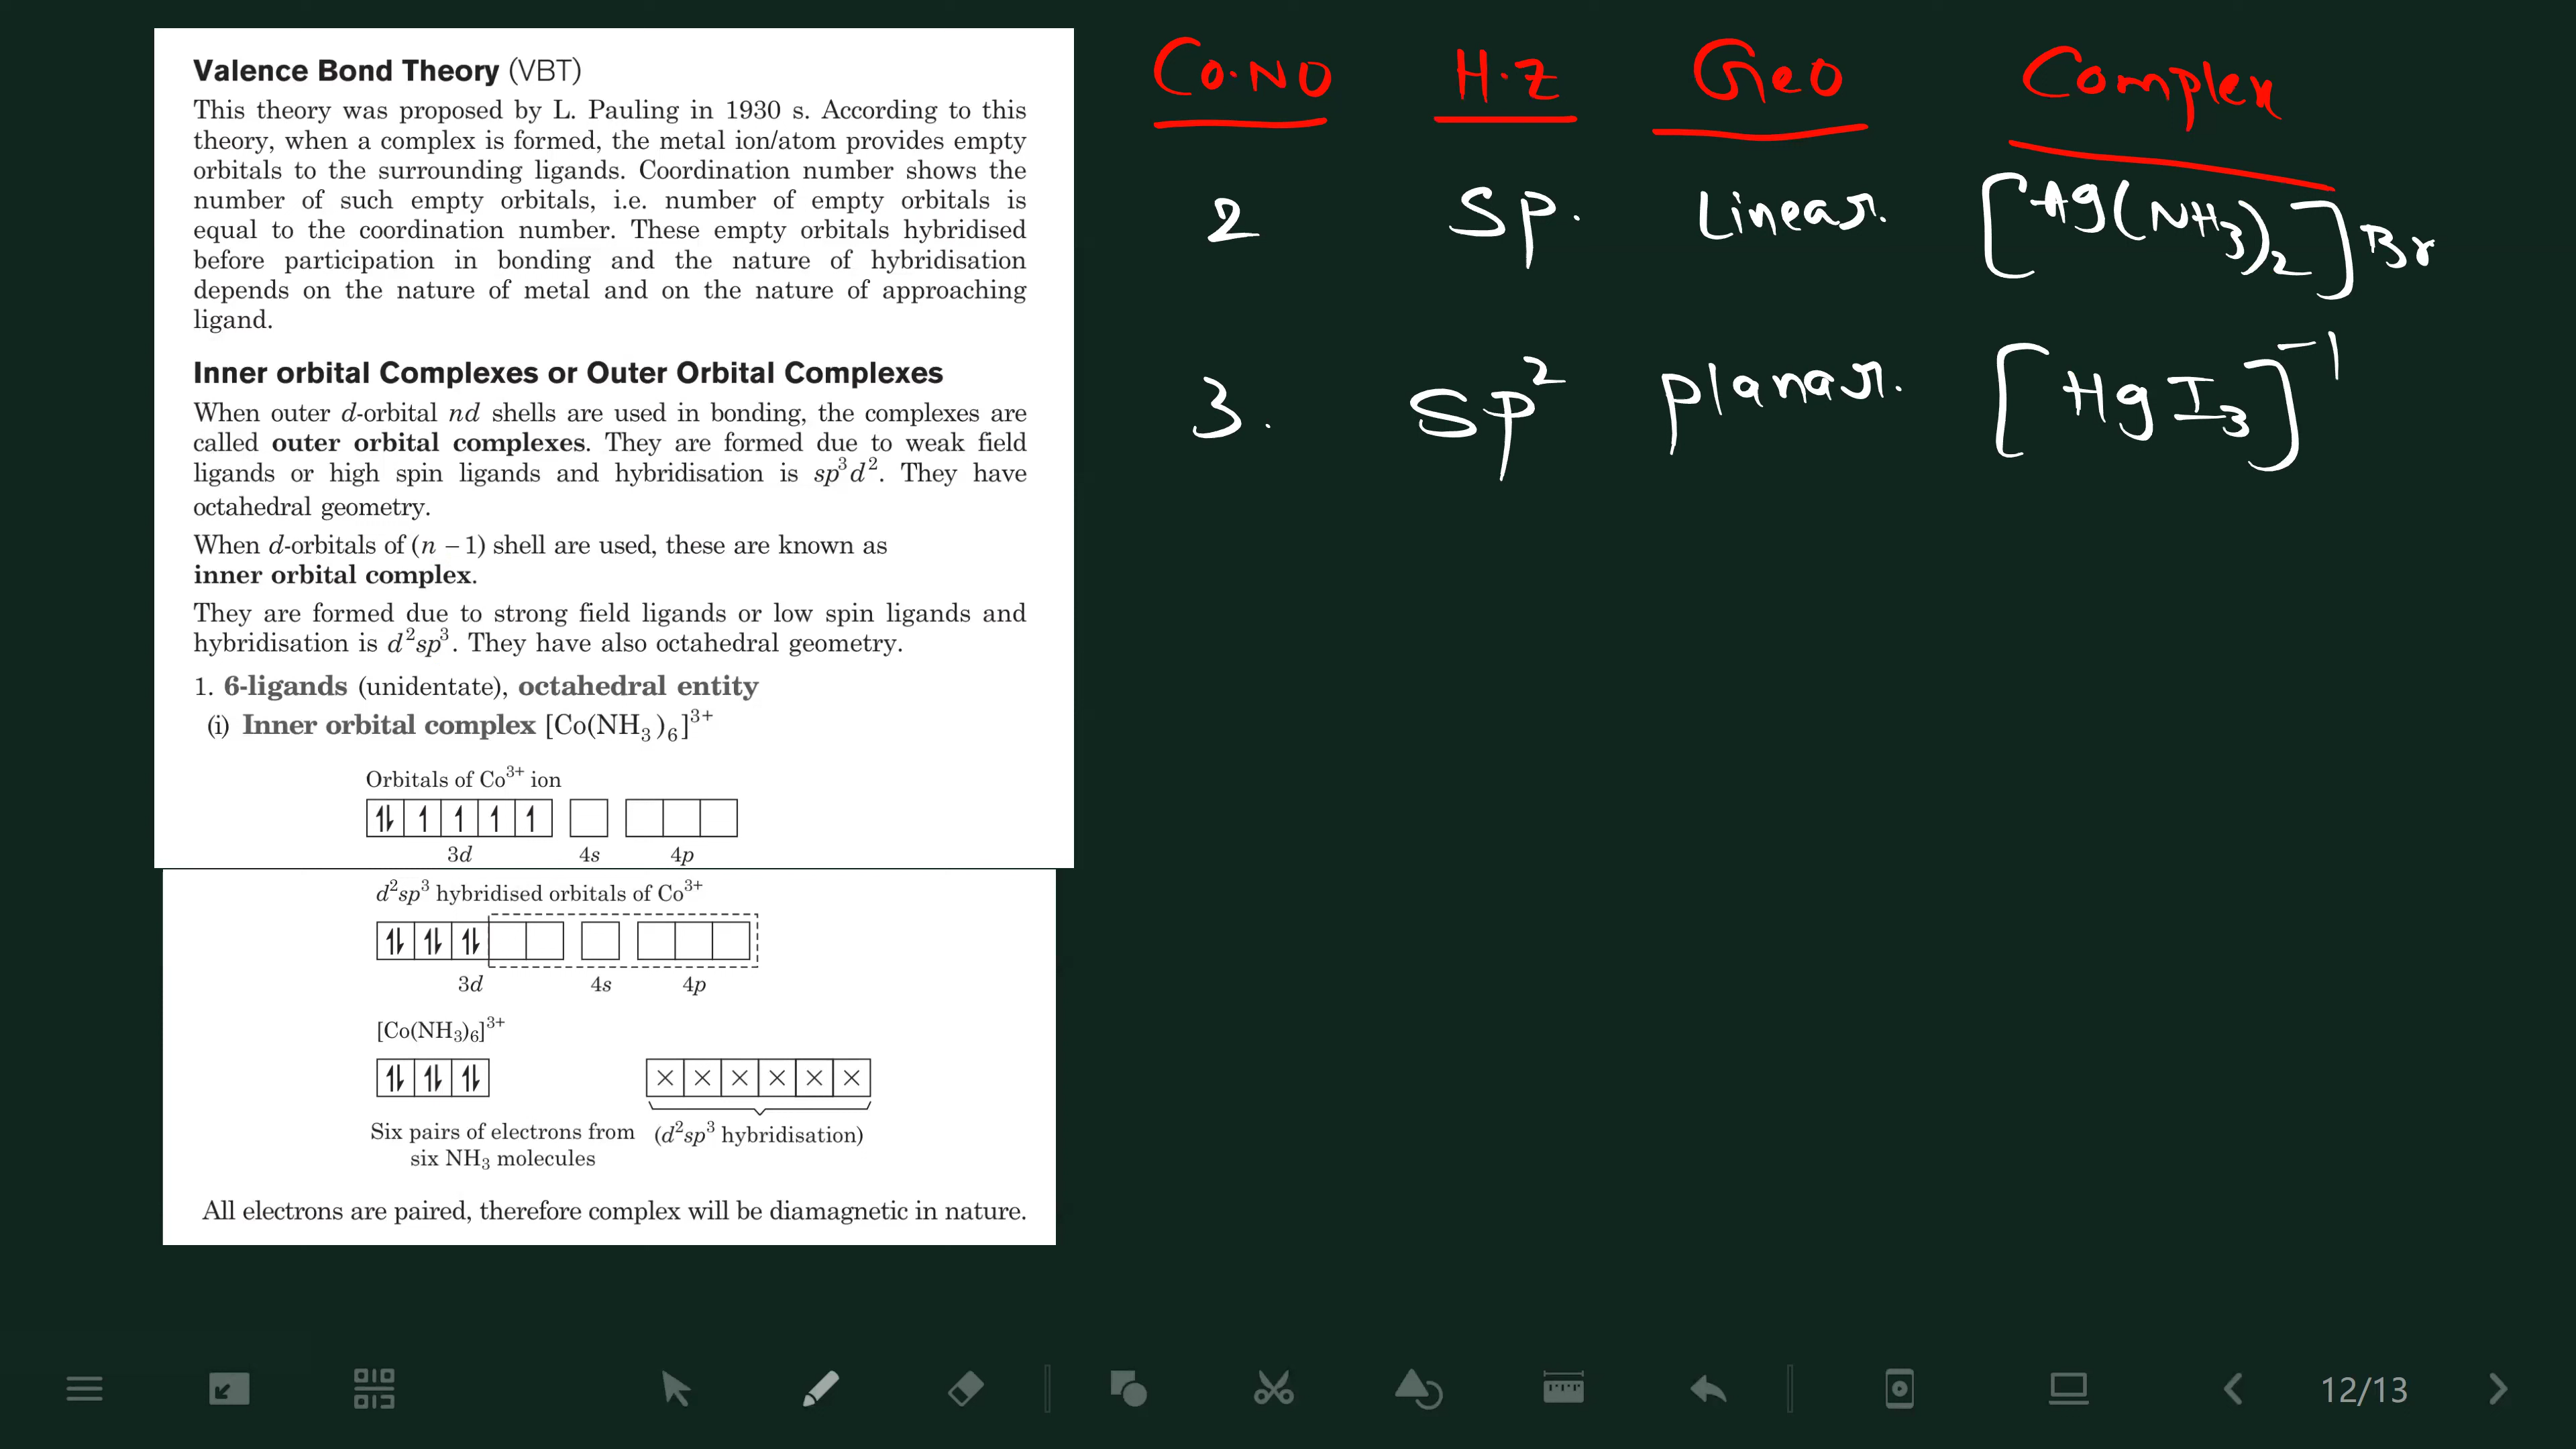 Valence Bond Theory (VBT)
This theory was proposed by L. Pauling in 1930 s. According to this
theory, when a complex is formed, the metal ion/atom provides empty
orbitals to the surrounding ligands. Coordination number shows the
number of such empty orbitals, i.e. number of empty orbitals is
equal to the coordination number. These empty orbitals hybridised
before participation in bonding and the nature of hybridisation
depends on the nature of metal and on the nature of approaching
ligand.
Inner orbital Complexes or Outer Orbital Complexes
When outer d-orbital nd shells are used in bonding, the complexes are
called outer orbital complexes. They are formed due to weak field
ligands or high spin ligands and hybridisation is sp³d². They have
octahedral geometry.
When d-orbitals of (n – 1) shell are used, these are known as
inner orbital complex.
They are formed due to strong field ligands or low spin ligands and
hybridisation is d²sp³. They have also octahedral geometry.
1. 6-ligands (unidentate), octahedral entity
(i) Inner orbital complex [Co(NH₃)₆]³⁺
Orbitals of Co³⁺ ion
⥮ ↿ ↿ ↿ ↿
3d 4s 4p
d²sp³ hybridised orbitals of Co³⁺
⥮ ⥮ ⥮
3d 4s 4p
[Co(NH₃)₆]³⁺
⥮ ⥮ ⥮ × × × × × ×
Six pairs of electrons from (d²sp³ hybridisation)
six NH₃ molecules
All electrons are paired, therefore complex will be diamagnetic in nature.
Co.NO H.Z Geo Complex
2 Sp. Linear. [Ag(NH₃)₂]Br
3. Sp² planar. [HgI₃]⁻¹
12/13